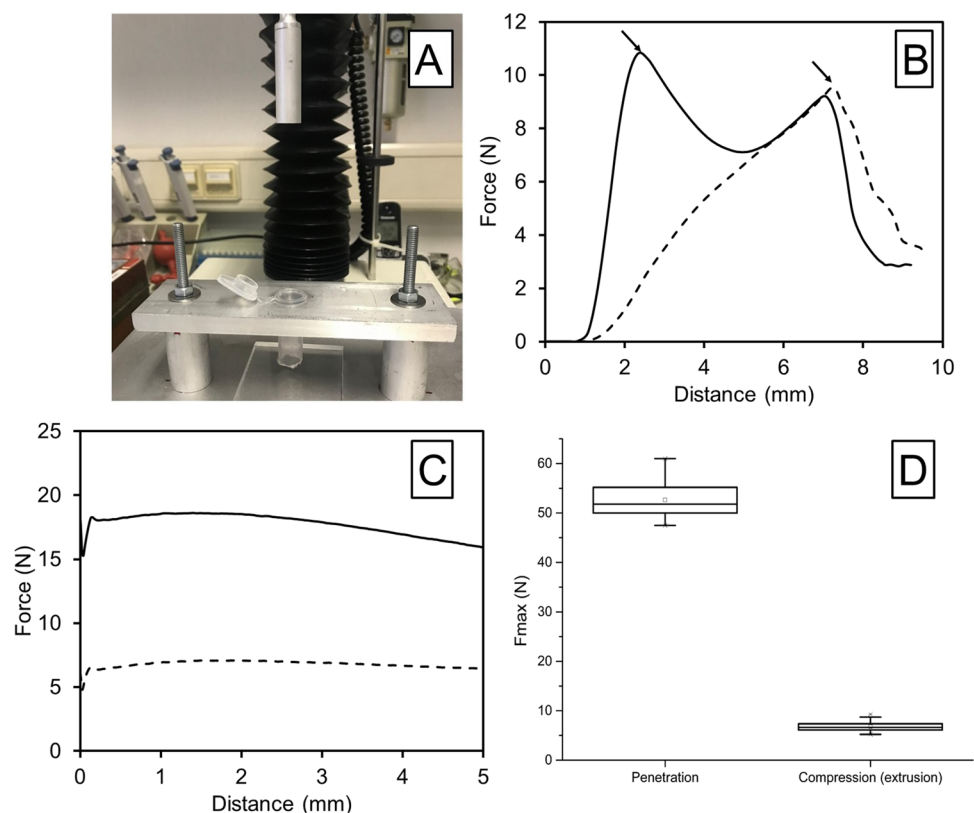 A
B
Force (N)
12
10
8
6
4
2
0
0 2 4 6 8 10
Distance (mm)
C
Force (N)
25
20
15
10
5
0
0 1 2 3 4 5
Distance (mm)
D
Fmax (N)
60
50
40
30
20
10
0
Penetration Compression (extrusion)